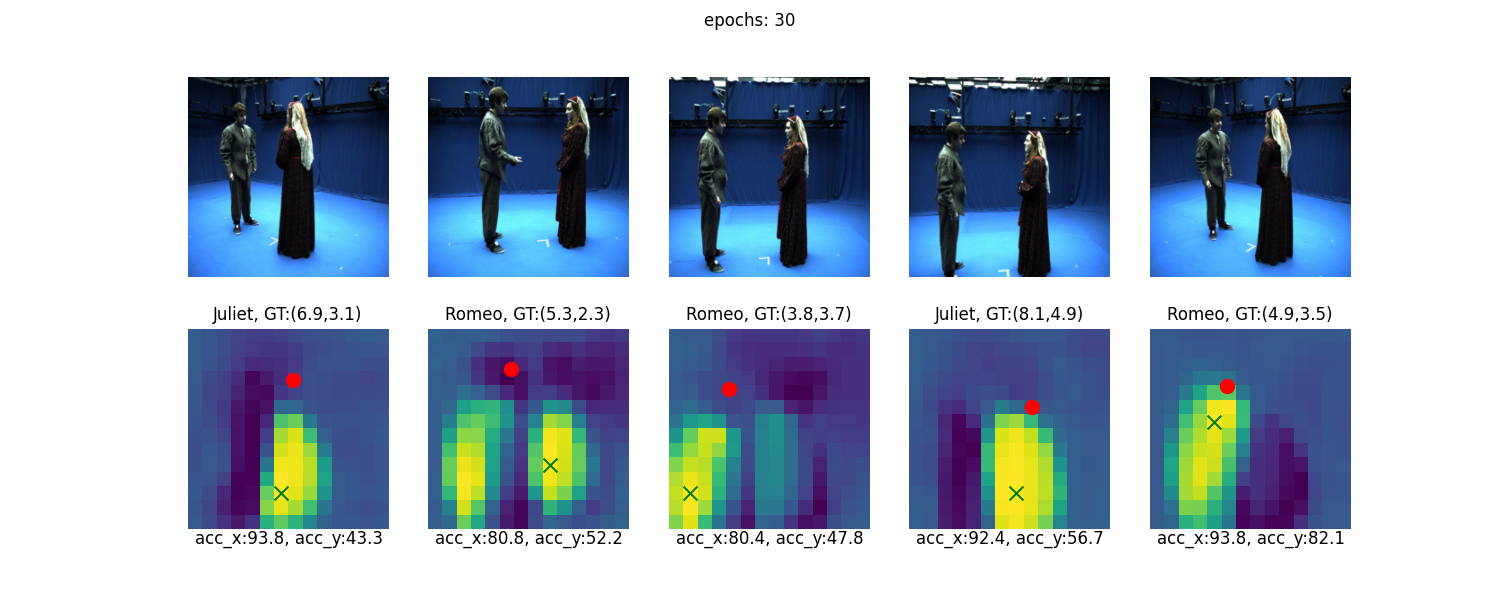 epochs: 30
Juliet, GT:(6.9,3.1)
Romeo, GT:(5.3,2.3)
Romeo, GT:(3.8,3.7)
Juliet, GT:(8.1,4.9)
Romeo, GT:(4.9,3.5)
acc_x:93.8, acc_y:43.3
acc_x:80.8, acc_y:52.2
acc_x:80.4, acc_y:47.8
acc_x:92.4, acc_y:56.7
acc_x:93.8, acc_y:82.1